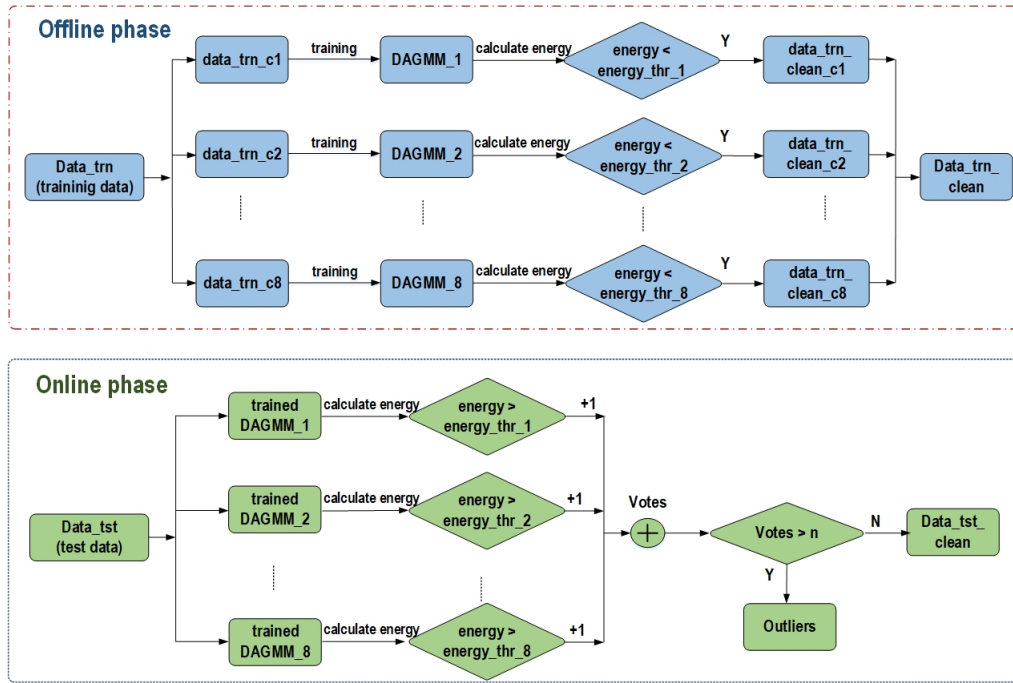 Offline phase
data_trn_c1
training
DAGMM_1
calculate energy
energy <
energy_thr_1
Y
data_trn_
clean_c1
Data_trn
(traininig data)
data_trn_c2
training
DAGMM_2
calculate energy
energy <
energy_thr_2
Y
data_trn_
clean_c2
Data_trn_
clean
data_trn_c8
training
DAGMM_8
calculate energy
energy <
energy_thr_8
Y
data_trn_
clean_c8
Online phase
trained
DAGMM_1
calculate energy
energy >
energy_thr_1
+1
Data_tst
(test data)
trained
DAGMM_2
calculate energy
energy >
energy_thr_2
+1
Votes
+
Votes > n
N
Data_tst_
clean
Y
Outliers
trained
DAGMM_8
calculate energy
energy >
energy_thr_8
+1